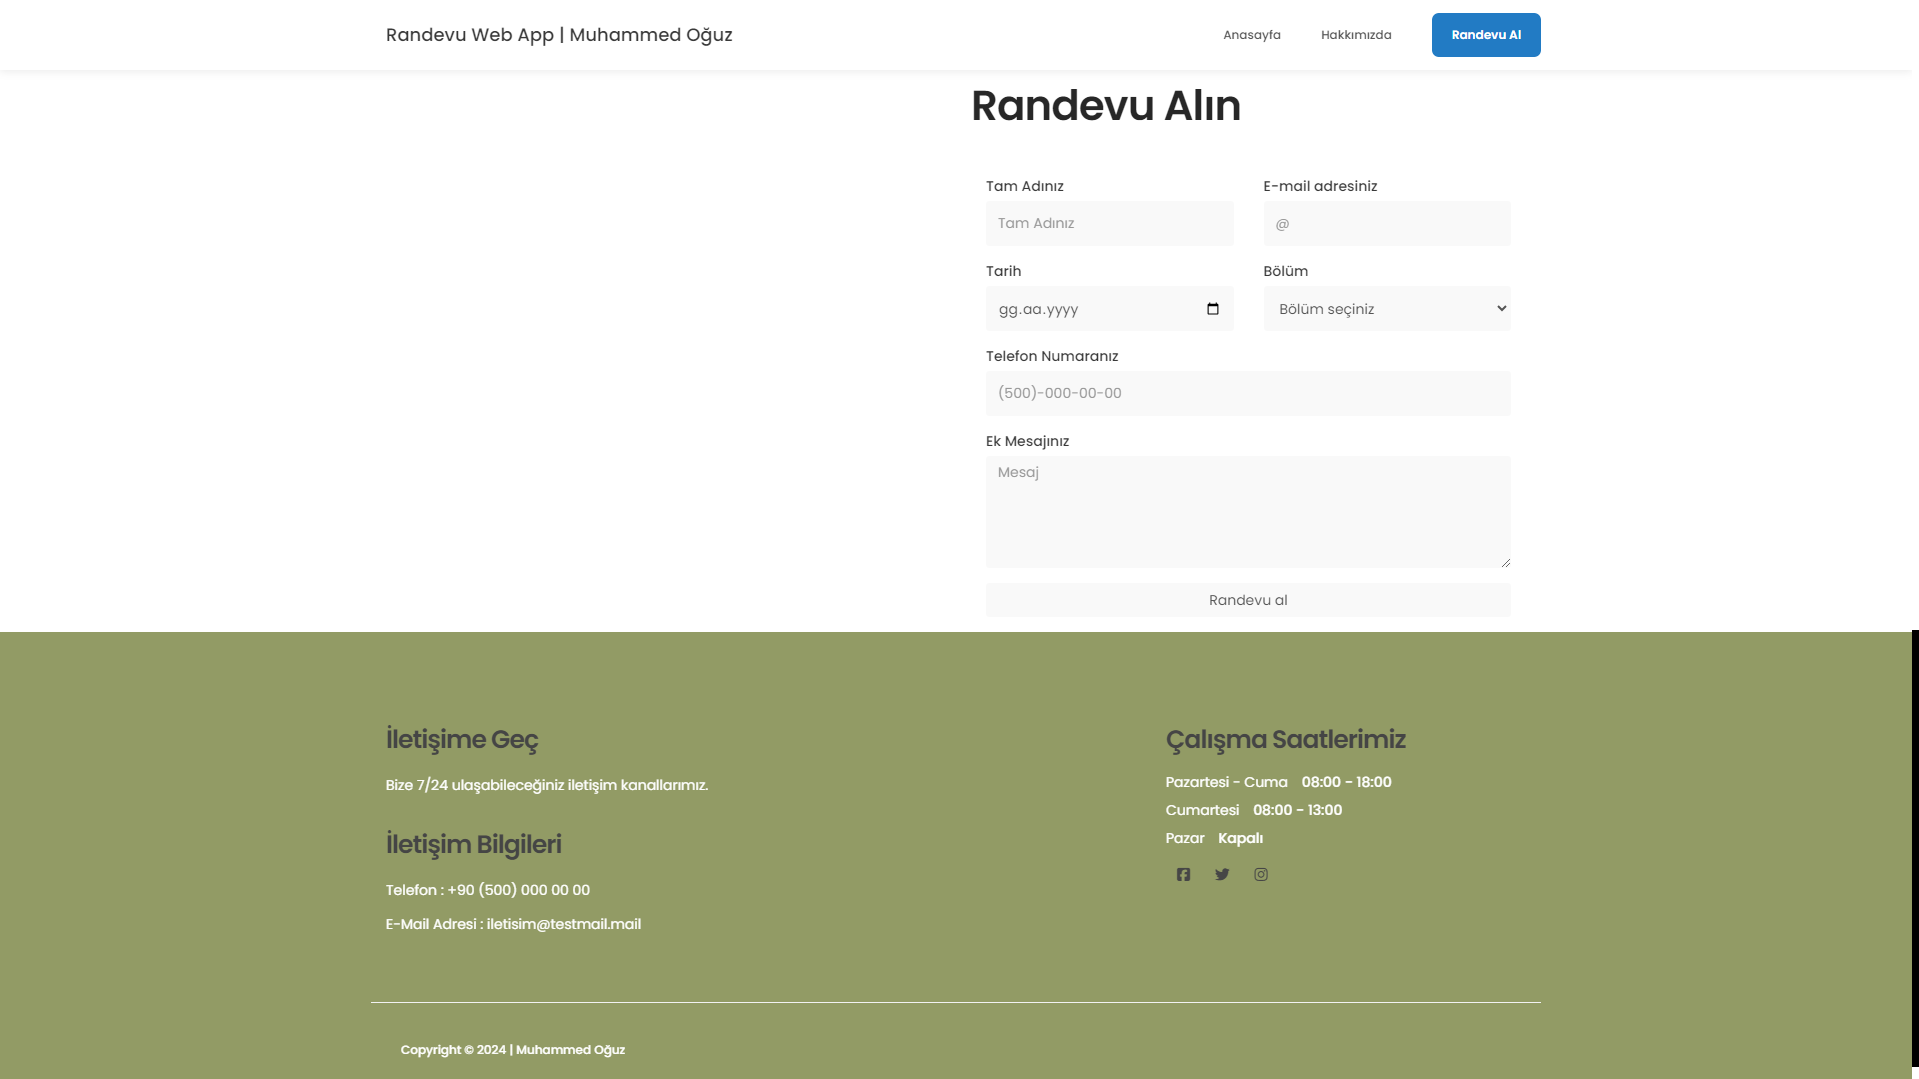 Randevu Web App | Muhammed Oğuz
Anasayfa
Hakkımızda
Randevu Al
Randevu Alın
Tam Adınız
E-mail adresiniz
Tam Adınız
@
Tarih
Bölüm
gg.aa.yyyy
Bölüm seçiniz
Telefon Numaranız
(500)-000-00-00
Ek Mesajınız
Mesaj
Randevu al
İletişime Geç
Bize 7/24 ulaşabileceğiniz iletişim kanallarımız.
İletişim Bilgileri
Telefon : +90 (500) 000 00 00
E-Mail Adresi : iletisim@testmail.mail
Çalışma Saatlerimiz
Pazartesi - Cuma 08:00 - 18:00
Cumartesi 08:00 - 13:00
Pazar Kapalı
Copyright © 2024 | Muhammed Oğuz